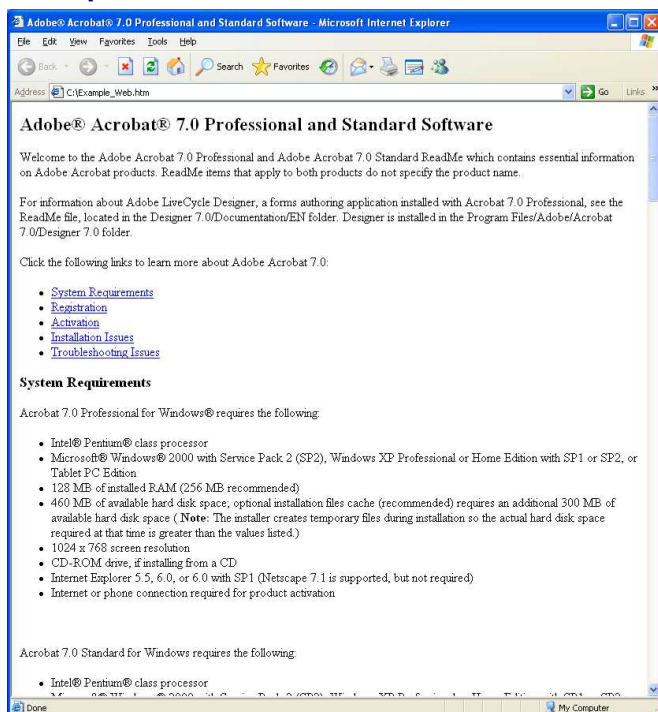 Adobe® Acrobat® 7.0 Professional and Standard Software - Microsoft Internet Explorer
File Edit View Favorites Tools Help
Back Search Favorites
Address C:\Example_Web.htm Go Links »
Adobe® Acrobat® 7.0 Professional and Standard Software
Welcome to the Adobe Acrobat 7.0 Professional and Adobe Acrobat 7.0 Standard ReadMe which contains essential information
on Adobe Acrobat products. ReadMe items that apply to both products do not specify the product name.
For information about Adobe LiveCycle Designer, a forms authoring application installed with Acrobat 7.0 Professional, see the
ReadMe file, located in the Designer 7.0/Documentation/EN folder. Designer is installed in the Program Files/Adobe/Acrobat
7.0/Designer 7.0 folder.
Click the following links to learn more about Adobe Acrobat 7.0:
• System Requirements
• Registration
• Activation
• Installation Issues
• Troubleshooting Issues
System Requirements
Acrobat 7.0 Professional for Windows® requires the following:
• Intel® Pentium® class processor
• Microsoft® Windows® 2000 with Service Pack 2 (SP2), Windows XP Professional or Home Edition with SP1 or SP2, or
Tablet PC Edition
• 128 MB of installed RAM (256 MB recommended)
• 460 MB of available hard disk space; optional installation files cache (recommended) requires an additional 300 MB of
available hard disk space ( Note: The installer creates temporary files during installation so the actual hard disk space
required at that time is greater than the values listed.)
• 1024 x 768 screen resolution
• CD-ROM drive, if installing from a CD
• Internet Explorer 5.5, 6.0, or 6.0 with SP1 (Netscape 7.1 is supported, but not required)
• Internet or phone connection required for product activation
Acrobat 7.0 Standard for Windows requires the following:
• Intel® Pentium® class processor
Done My Computer